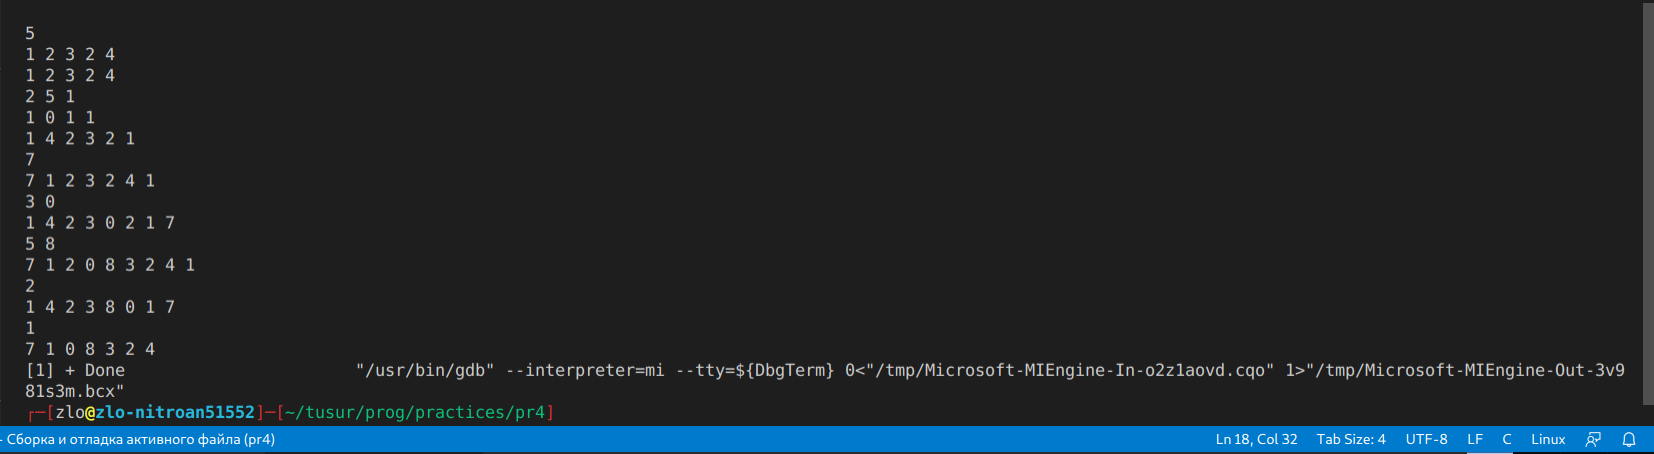 5
1 2 3 2 4
1 2 3 2 4
2 5 1
1 0 1 1
1 4 2 3 2 1
7
7 1 2 3 2 4 1
3 0
1 4 2 3 0 2 1 7
5 8
7 1 2 0 8 3 2 4 1
2
1 4 2 3 8 0 1 7
1
7 1 0 8 3 2 4
[1] + Done                       "/usr/bin/gdb" --interpreter=mi --tty=${DbgTerm} 0<"/tmp/Microsoft-MIEngine-In-o2z1aovd.cqo" 1>"/tmp/Microsoft-MIEngine-Out-3v9
81s3m.bcx"
┌─[zlo@zlo-nitroan51552]─[~/tusur/prog/practices/pr4]
- Сборка и отладка активного файла (pr4) Ln 18, Col 32 Tab Size: 4 UTF-8 LF C Linux